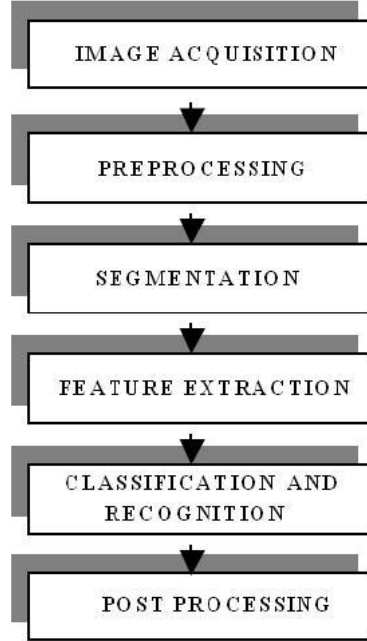 IMAGE ACQUISITION
PREPROCESSING
SEGMENTATION
FEATURE EXTRACTION
CLASSIFICATION AND
RECOGNITION
POST PROCESSING